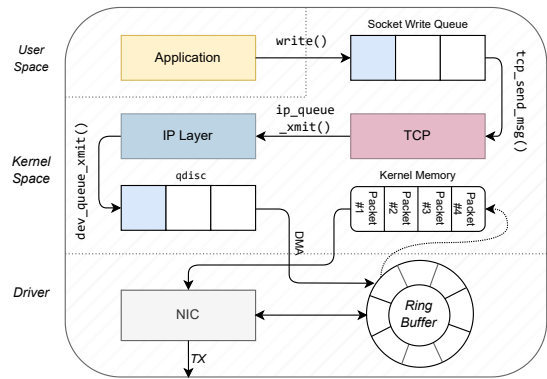 Socket Write Queue
User
Space
Application
write()
tcp_send_msg()
ip_queue
_xmit()
IP Layer
TCP
Kernel
Space
dev_queue_xmit()
qdisc
Kernel Memory
Packet
#1
Packet
#2
Packet
#3
Packet
#4
DMA
Driver
NIC
Ring
Buffer
TX